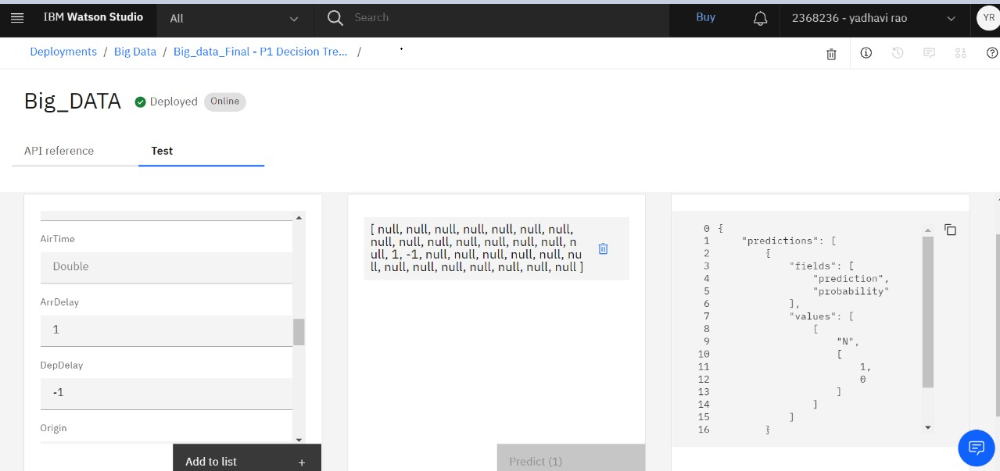 IBM Watson Studio
All
Search
Buy
2368236 - yadhavi rao
YR
Deployments / Big Data / Big_data_Final - P1 Decision Tre... /
Big_DATA
Deployed
Online
API reference
Test
AirTime
Double
ArrDelay
1
DepDelay
-1
Origin
Add to list +
[ null, null, null, null, null, null, null,
null, null, null, null, null, null, null, n
ull, 1, -1, null, null, null, null, null, nu
ll, null, null, null, null, null, null, null ]
Predict (1)
0 {
1 "predictions": [
2 {
3 "fields": [
4 "prediction",
5 "probability"
6 ],
7 "values": [
8 [
9 "N",
10 [
11 1,
12 0
13 ]
14 ]
15 ]
16 }